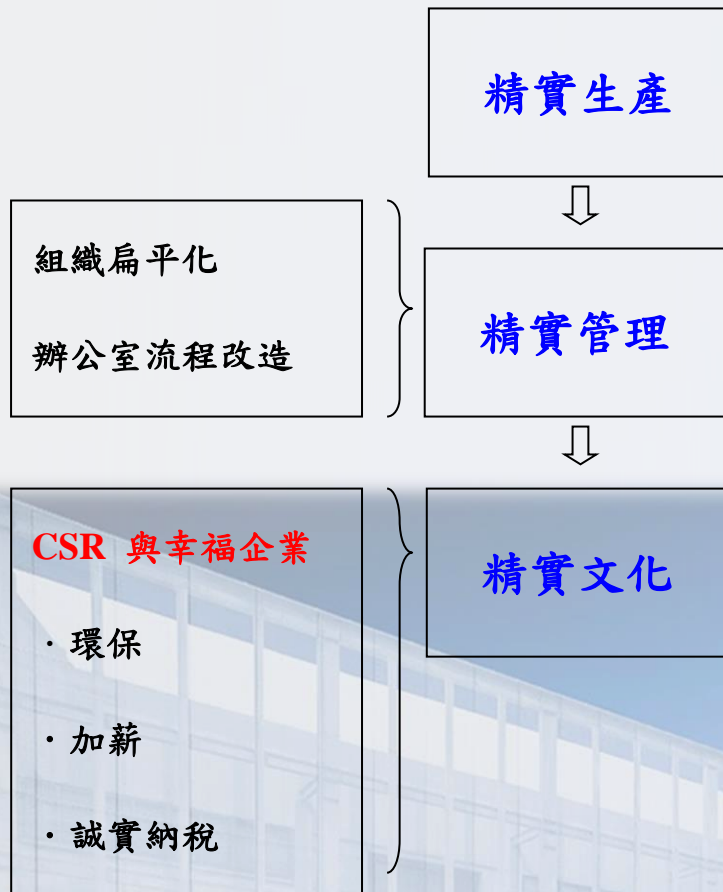 精實生產
組織扁平化
辦公室流程改造
精實管理
CSR 與幸福企業
·環保
·加薪
·誠實納稅
精實文化